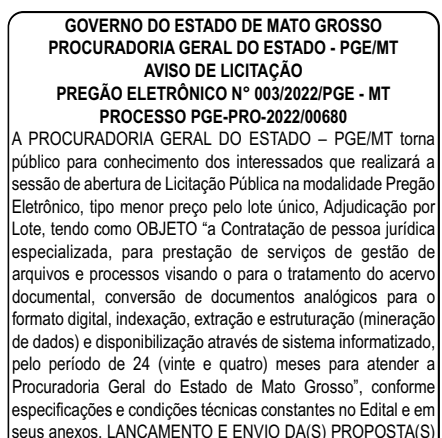 GOVERNO DO ESTADO DE MATO GROSSO
PROCURADORIA GERAL DO ESTADO - PGE/MT
AVISO DE LICITAÇÃO
PREGÃO ELETRÔNICO N° 003/2022/PGE - MT
PROCESSO PGE-PRO-2022/00680
A PROCURADORIA GERAL DO ESTADO – PGE/MT torna
público para conhecimento dos interessados que realizará a
sessão de abertura de Licitação Pública na modalidade Pregão
Eletrônico, tipo menor preço pelo lote único, Adjudicação por
Lote, tendo como OBJETO “a Contratação de pessoa jurídica
especializada, para prestação de serviços de gestão de
arquivos e processos visando o para o tratamento do acervo
documental, conversão de documentos analógicos para o
formato digital, indexação, extração e estruturação (mineração
de dados) e disponibilização através de sistema informatizado,
pelo período de 24 (vinte e quatro) meses para atender a
Procuradoria Geral do Estado de Mato Grosso”, conforme
especificações e condições técnicas constantes no Edital e em
seus anexos. LANÇAMENTO E ENVIO DA(S) PROPOSTA(S)